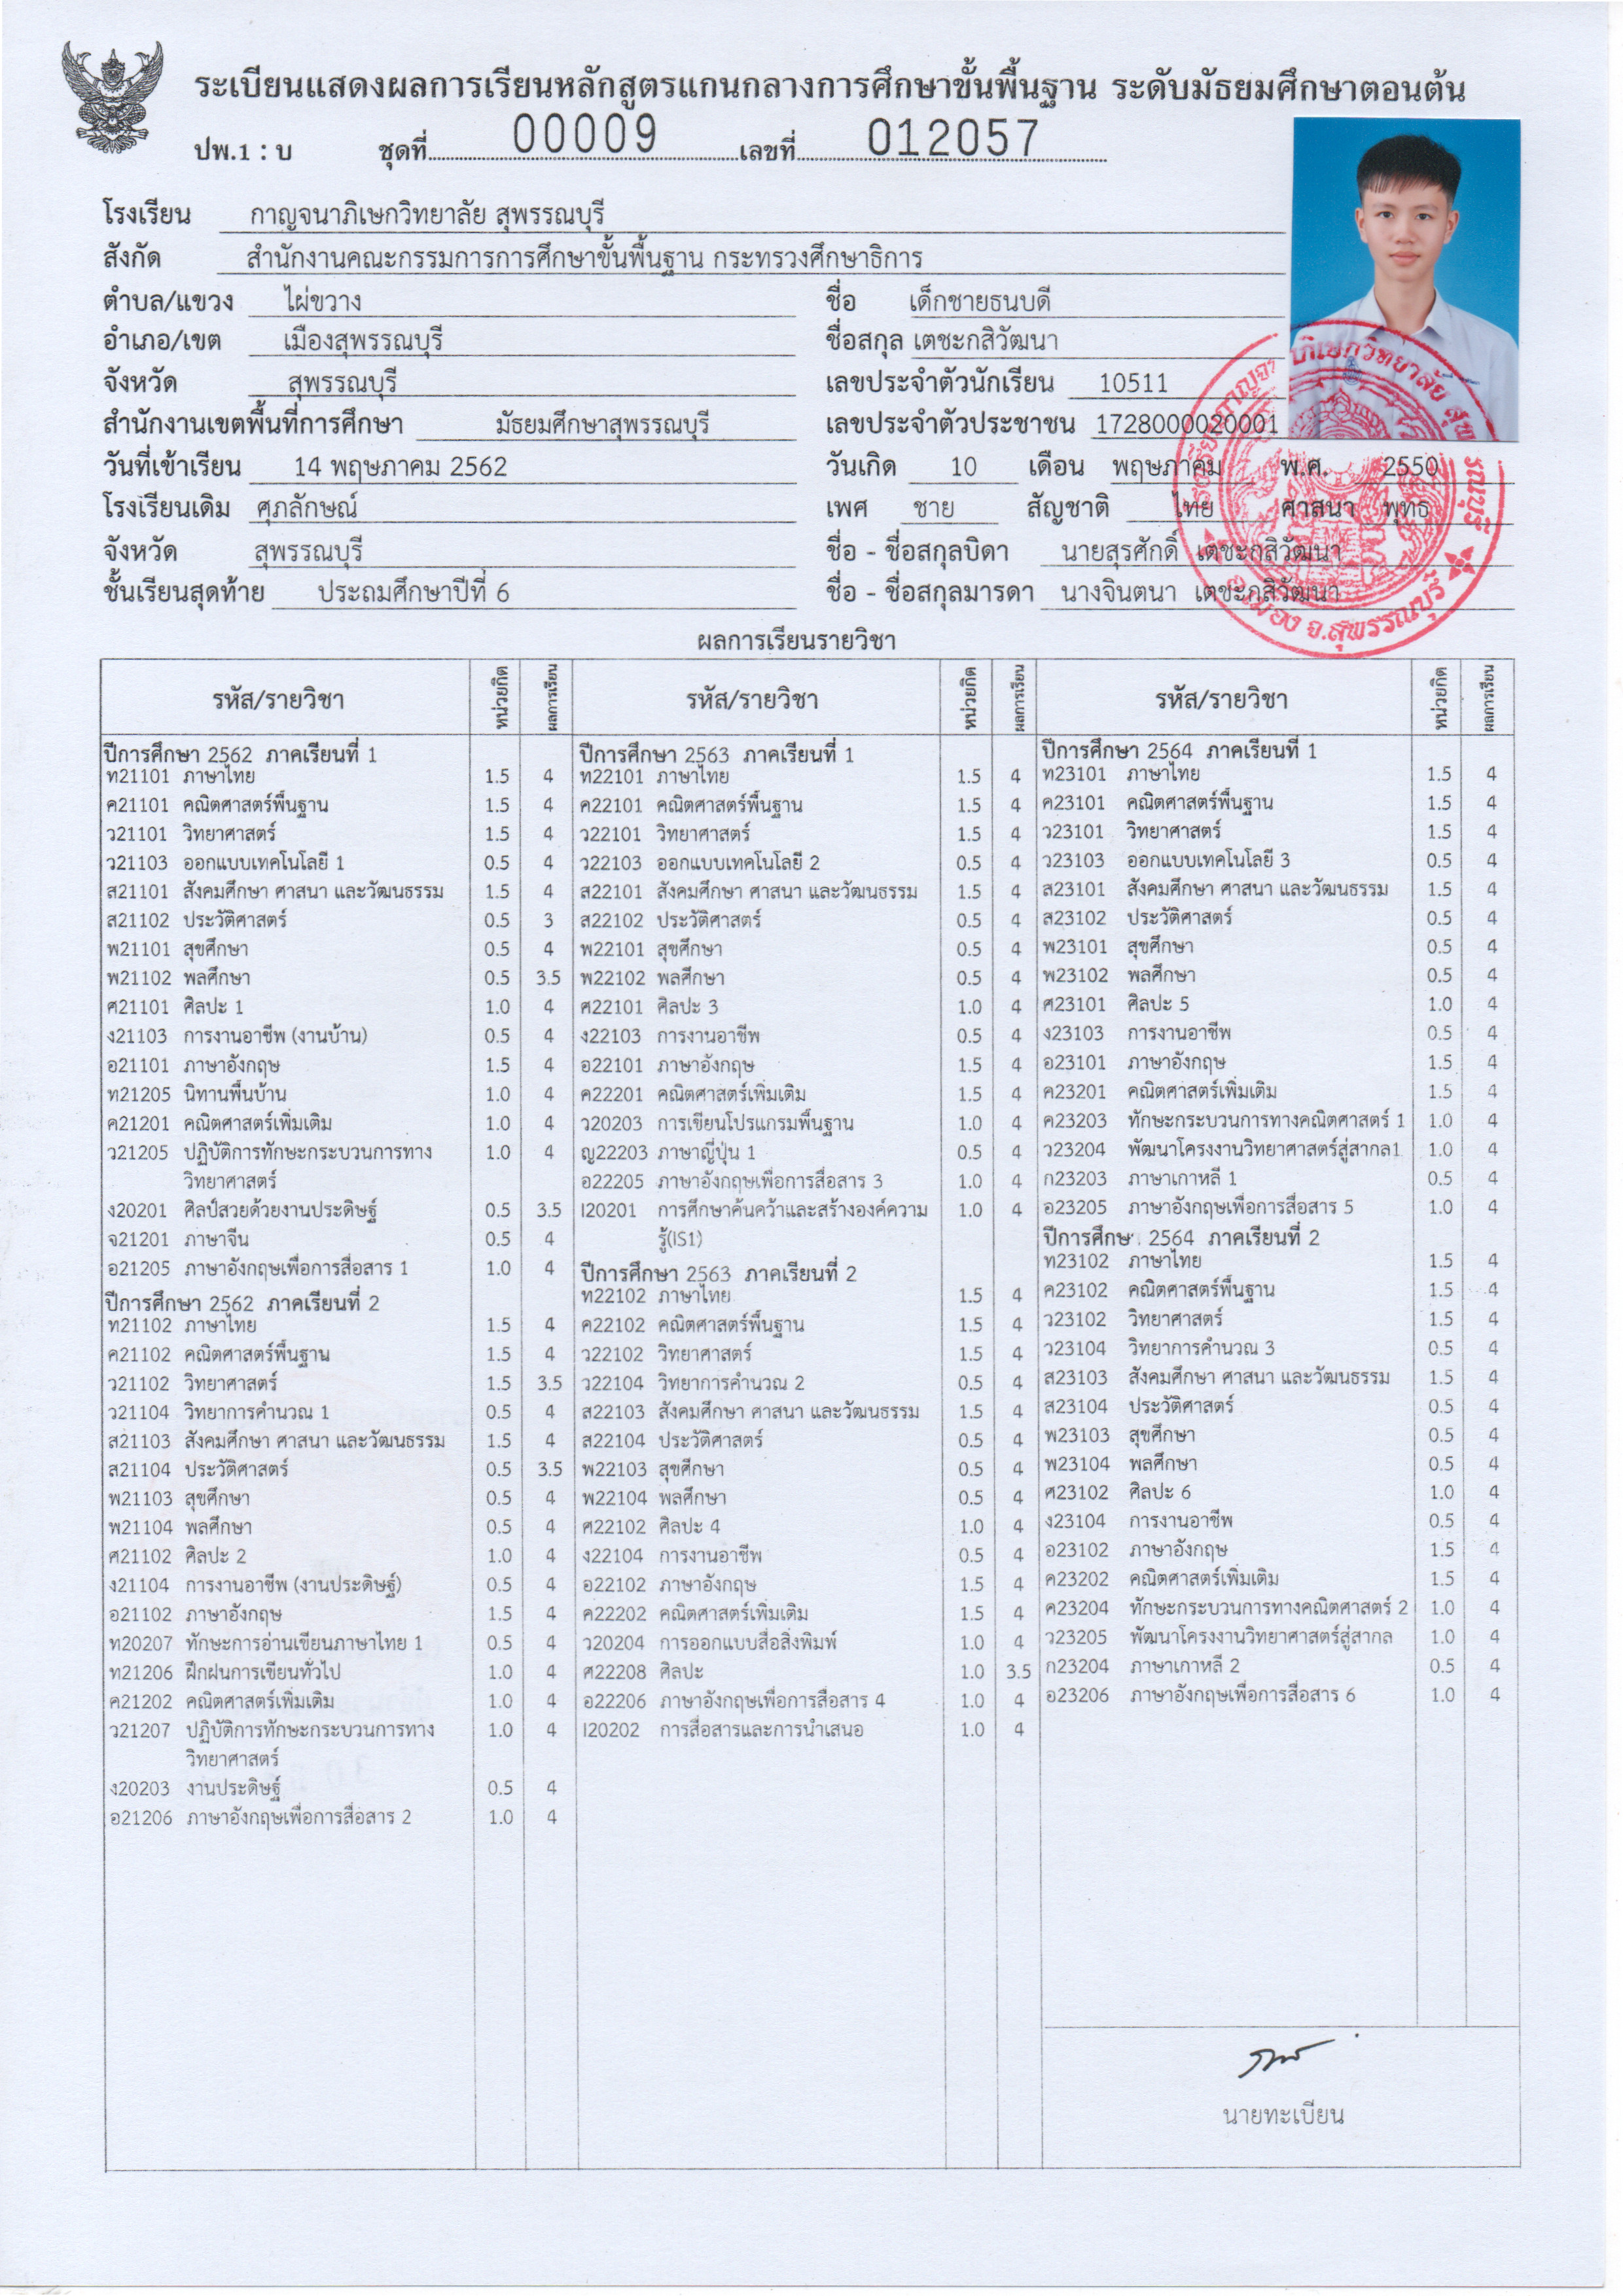 ระเบียนแสดงผลการเรียนหลักสูตรแกนกลางการศึกษาขั้นพื้นฐาน ระดับมัธยมศึกษาตอนต้น
ปพ.1 : บ ชุดที่ 00009 เลขที่ 012057
โรงเรียน กาญจนาภิเษกวิทยาลัย สุพรรณบุรี
สังกัด สำนักงานคณะกรรมการการศึกษาขั้นพื้นฐาน กระทรวงศึกษาธิการ
ตำบล/แขวง ไผ่ขวาง
อำเภอ/เขต เมืองสุพรรณบุรี
จังหวัด สุพรรณบุรี
สำนักงานเขตพื้นที่การศึกษา มัธยมศึกษาสุพรรณบุรี
วันที่เข้าเรียน 14 พฤษภาคม 2562
โรงเรียนเดิม ศุภลักษณ์
จังหวัด สุพรรณบุรี
ชั้นเรียนสุดท้าย ประถมศึกษาปีที่ 6
ชื่อ เด็กชายธนบดี
ชื่อสกุล เตชะกสิวัฒนา
เลขประจำตัวนักเรียน 10511
เลขประจำตัวประชาชน 1728000020001
วันเกิด 10 เดือน พฤษภาคม พ.ศ. 2550
เพศ ชาย สัญชาติ ไทย ศาสนา พุทธ
ชื่อ - ชื่อสกุลบิดา นายสุรศักดิ์ เตชะกสิวัฒนา
ชื่อ - ชื่อสกุลมารดา นางจินตนา เตชะกสิวัฒนา
ภิเษกวิทยาลัย สุพ รณบุรี
อ.เมือง จ.สุพรรณบุรี
ผลการเรียนรายวิชา
รหัส/รายวิชา หน่วยกิต ผลการเรียน
ปีการศึกษา 2562 ภาคเรียนที่ 1
ท21101 ภาษาไทย 1.5 4
ค21101 คณิตศาสตร์พื้นฐาน 1.5 4
ว21101 วิทยาศาสตร์ 1.5 4
ว21103 ออกแบบเทคโนโลยี 1 0.5 4
ส21101 สังคมศึกษา ศาสนา และวัฒนธรรม 1.5 4
ส21102 ประวัติศาสตร์ 0.5 3
พ21101 สุขศึกษา 0.5 4
พ21102 พลศึกษา 0.5 3.5
ศ21101 ศิลปะ 1 1.0 4
ง21103 การงานอาชีพ (งานบ้าน) 0.5 4
อ21101 ภาษาอังกฤษ 1.5 4
ท21205 นิทานพื้นบ้าน 1.0 4
ค21201 คณิตศาสตร์เพิ่มเติม 1.0 4
ว21205 ปฏิบัติการทักษะกระบวนการทาง 1.0 4
วิทยาศาสตร์
ง20201 ศิลป์สวยด้วยงานประดิษฐ์ 0.5 3.5
จ21201 ภาษาจีน 0.5 4
อ21205 ภาษาอังกฤษเพื่อการสื่อสาร 1 1.0 4
ปีการศึกษา 2562 ภาคเรียนที่ 2
ท21102 ภาษาไทย 1.5 4
ค21102 คณิตศาสตร์พื้นฐาน 1.5 4
ว21102 วิทยาศาสตร์ 1.5 3.5
ว21104 วิทยาการคำนวณ 1 0.5 4
ส21103 สังคมศึกษา ศาสนา และวัฒนธรรม 1.5 4
ส21104 ประวัติศาสตร์ 0.5 3.5
พ21103 สุขศึกษา 0.5 4
พ21104 พลศึกษา 0.5 4
ศ21102 ศิลปะ 2 1.0 4
ง21104 การงานอาชีพ (งานประดิษฐ์) 0.5 4
อ21102 ภาษาอังกฤษ 1.5 4
ท20207 ทักษะการอ่านเขียนภาษาไทย 1 0.5 4
ท21206 ฝึกฝนการเขียนทั่วไป 1.0 4
ค21202 คณิตศาสตร์เพิ่มเติม 1.0 4
ว21207 ปฏิบัติการทักษะกระบวนการทาง 1.0 4
วิทยาศาสตร์
ง20203 งานประดิษฐ์ 0.5 4
อ21206 ภาษาอังกฤษเพื่อการสื่อสาร 2 1.0 4
รหัส/รายวิชา หน่วยกิต ผลการเรียน
ปีการศึกษา 2563 ภาคเรียนที่ 1
ท22101 ภาษาไทย 1.5 4
ค22101 คณิตศาสตร์พื้นฐาน 1.5 4
ว22101 วิทยาศาสตร์ 1.5 4
ว22103 ออกแบบเทคโนโลยี 2 0.5 4
ส22101 สังคมศึกษา ศาสนา และวัฒนธรรม 1.5 4
ส22102 ประวัติศาสตร์ 0.5 4
พ22101 สุขศึกษา 0.5 4
พ22102 พลศึกษา 0.5 4
ศ22101 ศิลปะ 3 1.0 4
ง22103 การงานอาชีพ 0.5 4
อ22101 ภาษาอังกฤษ 1.5 4
ค22201 คณิตศาสตร์เพิ่มเติม 1.5 4
ว20203 การเขียนโปรแกรมพื้นฐาน 1.0 4
ญ22203 ภาษาญี่ปุ่น 1 0.5 4
อ22205 ภาษาอังกฤษเพื่อการสื่อสาร 3 1.0 4
I20201 การศึกษาค้นคว้าและสร้างองค์ความ 1.0 4
รู้(IS1)
ปีการศึกษา 2563 ภาคเรียนที่ 2
ท22102 ภาษาไทย 1.5 4
ค22102 คณิตศาสตร์พื้นฐาน 1.5 4
ว22102 วิทยาศาสตร์ 1.5 4
ว22104 วิทยาการคำนวณ 2 0.5 4
ส22103 สังคมศึกษา ศาสนา และวัฒนธรรม 1.5 4
ส22104 ประวัติศาสตร์ 0.5 4
พ22103 สุขศึกษา 0.5 4
พ22104 พลศึกษา 0.5 4
ศ22102 ศิลปะ 4 1.0 4
ง22104 การงานอาชีพ 0.5 4
อ22102 ภาษาอังกฤษ 1.5 4
ค22202 คณิตศาสตร์เพิ่มเติม 1.5 4
ว20204 การออกแบบสื่อสิ่งพิมพ์ 1.0 4
ศ22208 ศิลปะ 1.0 3.5
อ22206 ภาษาอังกฤษเพื่อการสื่อสาร 4 1.0 4
I20202 การสื่อสารและการนำเสนอ 1.0 4
รหัส/รายวิชา หน่วยกิต ผลการเรียน
ปีการศึกษา 2564 ภาคเรียนที่ 1
ท23101 ภาษาไทย 1.5 4
ค23101 คณิตศาสตร์พื้นฐาน 1.5 4
ว23101 วิทยาศาสตร์ 1.5 4
ว23103 ออกแบบเทคโนโลยี 3 0.5 4
ส23101 สังคมศึกษา ศาสนา และวัฒนธรรม 1.5 4
ส23102 ประวัติศาสตร์ 0.5 4
พ23101 สุขศึกษา 0.5 4
พ23102 พลศึกษา 0.5 4
ศ23101 ศิลปะ 5 1.0 4
ง23103 การงานอาชีพ 0.5 4
อ23101 ภาษาอังกฤษ 1.5 4
ค23201 คณิตศาสตร์เพิ่มเติม 1.5 4
ค23203 ทักษะกระบวนการทางคณิตศาสตร์ 1 1.0 4
ว23204 พัฒนาโครงงานวิทยาศาสตร์สู่สากล1 1.0 4
ก23203 ภาษาเกาหลี 1 0.5 4
อ23205 ภาษาอังกฤษเพื่อการสื่อสาร 5 1.0 4
ปีการศึกษา 2564 ภาคเรียนที่ 2
ท23102 ภาษาไทย 1.5 4
ค23102 คณิตศาสตร์พื้นฐาน 1.5 4
ว23102 วิทยาศาสตร์ 1.5 4
ว23104 วิทยาการคำนวณ 3 0.5 4
ส23103 สังคมศึกษา ศาสนา และวัฒนธรรม 1.5 4
ส23104 ประวัติศาสตร์ 0.5 4
พ23103 สุขศึกษา 0.5 4
พ23104 พลศึกษา 0.5 4
ศ23102 ศิลปะ 6 1.0 4
ง23104 การงานอาชีพ 0.5 4
อ23102 ภาษาอังกฤษ 1.5 4
ค23202 คณิตศาสตร์เพิ่มเติม 1.5 4
ค23204 ทักษะกระบวนการทางคณิตศาสตร์ 2 1.0 4
ว23205 พัฒนาโครงงานวิทยาศาสตร์สู่สากล 1.0 4
ก23204 ภาษาเกาหลี 2 0.5 4
อ23206 ภาษาอังกฤษเพื่อการสื่อสาร 6 1.0 4
นายทะเบียน